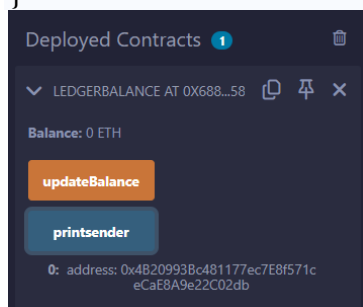 Deployed Contracts 1
LEDGERBALANCE AT 0X688...58
Balance: 0 ETH
updateBalance
printsender
0: address: 0x4B20993Bc481177ec7E8f571c
eCaE8A9e22C02db